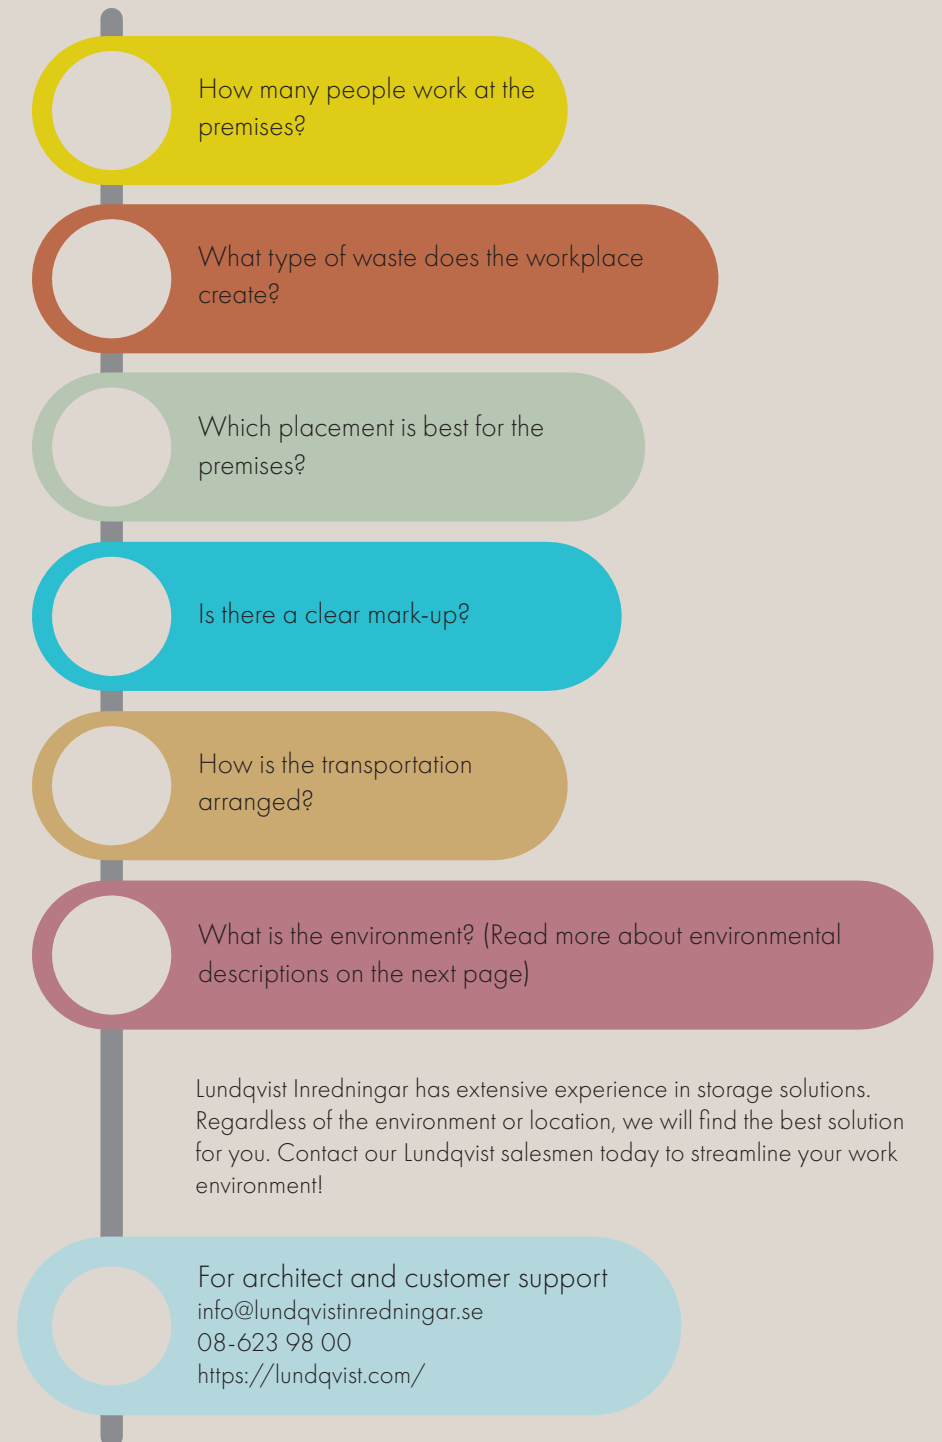 How many people work at the
premises?
What type of waste does the workplace
create?
Which placement is best for the
premises?
Is there a clear mark-up?
How is the transportation
arranged?
What is the environment? (Read more about environmental
descriptions on the next page)
Lundqvist Inredningar has extensive experience in storage solutions.
Regardless of the environment or location, we will find the best solution
for you. Contact our Lundqvist salesmen today to streamline your work
environment!
For architect and customer support
info@lundqvistinredningar.se
08-623 98 00
https://lundqvist.com/